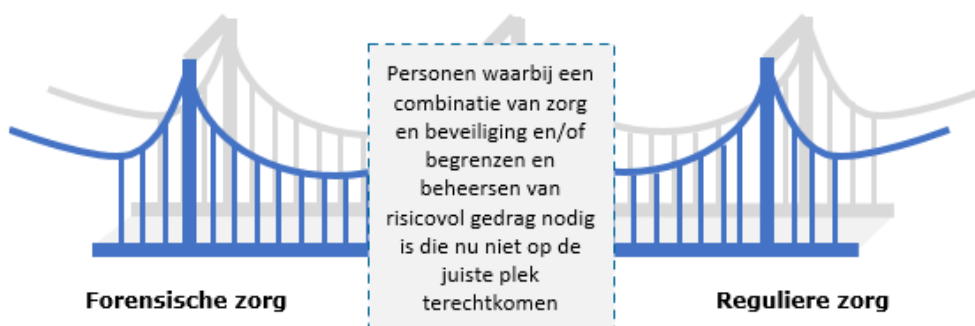 Personen waarbij een
combinatie van zorg
en beveiliging en/of
begrenzen en
beheersen van
risicovol gedrag nodig
is die nu niet op de
juiste plek
terechtkomen
Forensische zorg
Reguliere zorg